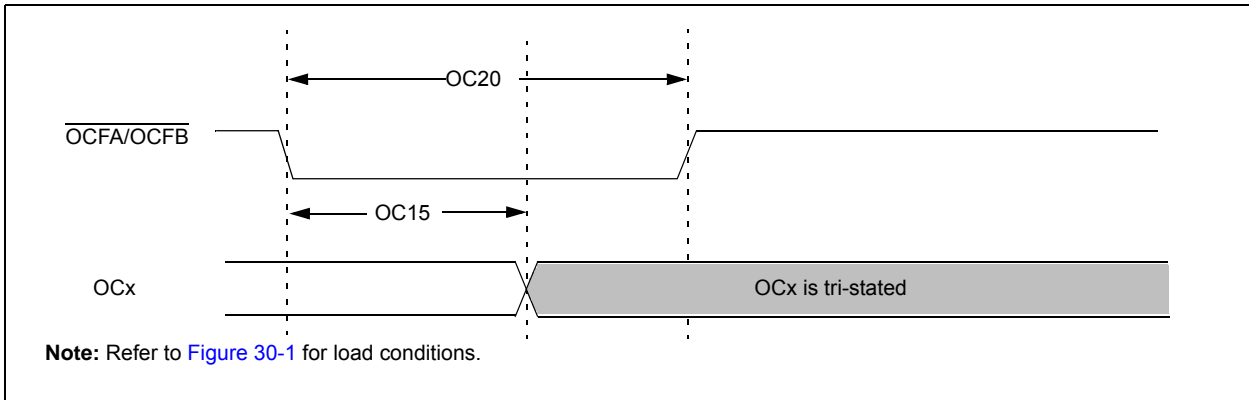 OC20
OCFA/OCFB
OC15
OCx
OCx is tri-stated
Note: Refer to Figure 30-1 for load conditions.